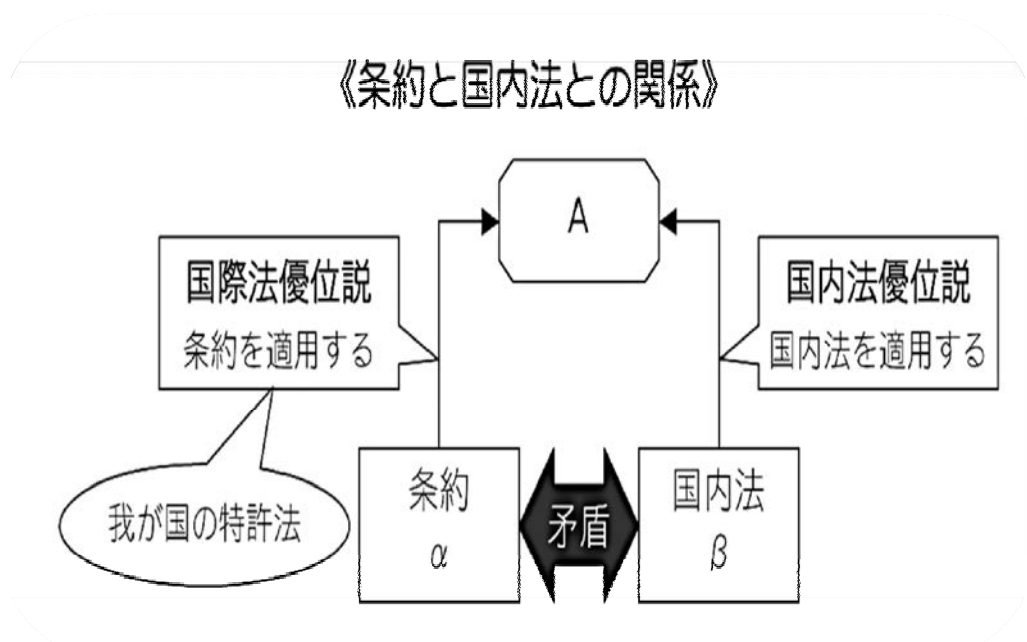 《条約と国内法との関係》
A
国際法優位説
条約を適用する
国内法優位説
国内法を適用する
我が国の特許法
条約
α
矛盾
国内法
β